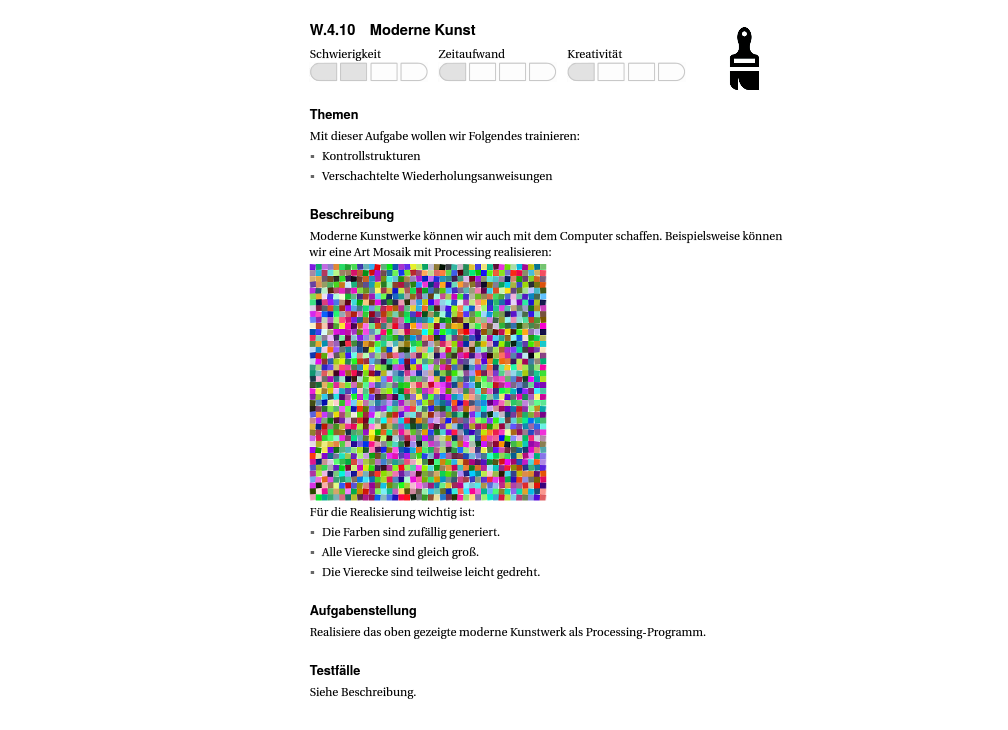 W.4.10 Moderne Kunst
Schwierigkeit Zeitaufwand Kreativität
Themen
Mit dieser Aufgabe wollen wir Folgendes trainieren:
▪ Kontrollstrukturen
▪ Verschachtelte Wiederholungsanweisungen
Beschreibung
Moderne Kunstwerke können wir auch mit dem Computer schaffen. Beispielsweise können
wir eine Art Mosaik mit Processing realisieren:
Für die Realisierung wichtig ist:
▪ Die Farben sind zufällig generiert.
▪ Alle Vierecke sind gleich groß.
▪ Die Vierecke sind teilweise leicht gedreht.
Aufgabenstellung
Realisiere das oben gezeigte moderne Kunstwerk als Processing-Programm.
Testfälle
Siehe Beschreibung.